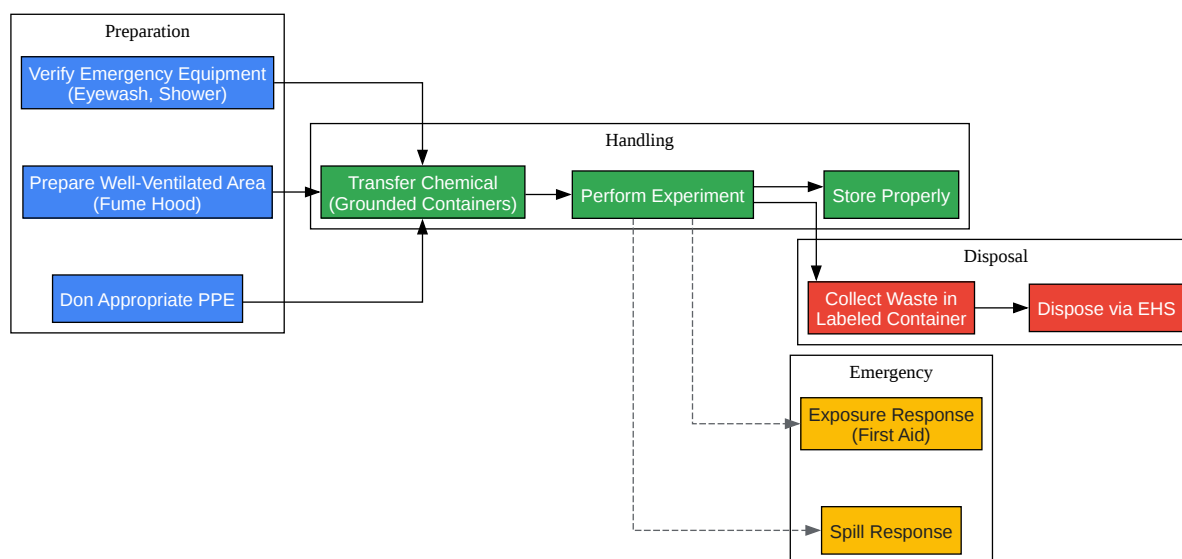 Preparation
Verify Emergency Equipment
(Eyewash, Shower)
Prepare Well-Ventilated Area
(Fume Hood)
Don Appropriate PPE
Handling
Transfer Chemical
(Grounded Containers)
Perform Experiment
Store Properly
Disposal
Collect Waste in
Labeled Container
Dispose via EHS
Emergency
Exposure Response
(First Aid)
Spill Response